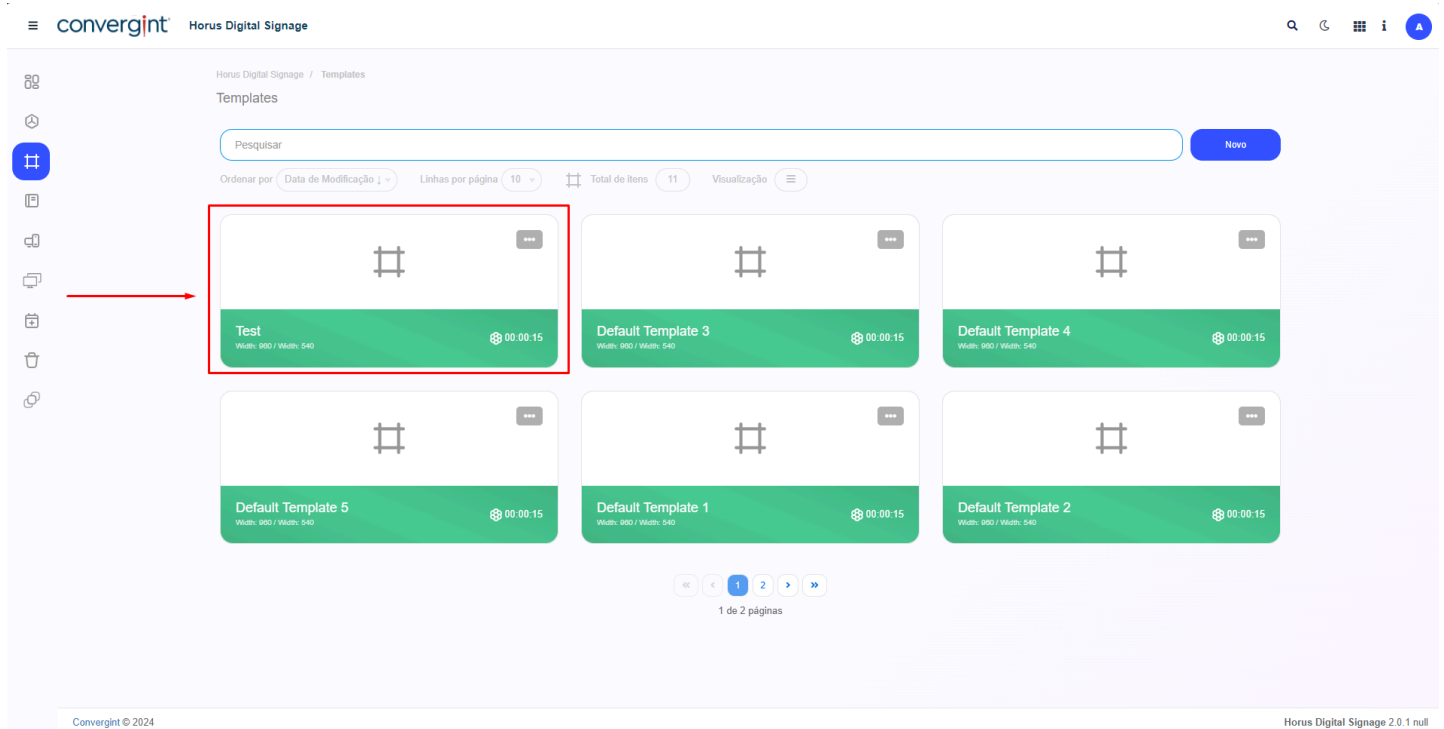 convergint Horus Digital Signage i A
Horus Digital Signage / Templates
Templates
Pesquisar Novo
Ordenar por Data de Modificação ↓ Linhas por página 10 Total de itens 11 Visualização
Test 00:00:15 Default Template 3 00:00:15 Default Template 4 00:00:15
Width: 960 / Width: 540 Width: 960 / Width: 540 Width: 960 / Width: 540
Default Template 5 00:00:15 Default Template 1 00:00:15 Default Template 2 00:00:15
Width: 960 / Width: 540 Width: 960 / Width: 540 Width: 960 / Width: 540
« ‹ 1 2 › »
1 de 2 páginas
Convergint © 2024 Horus Digital Signage 2.0.1 null